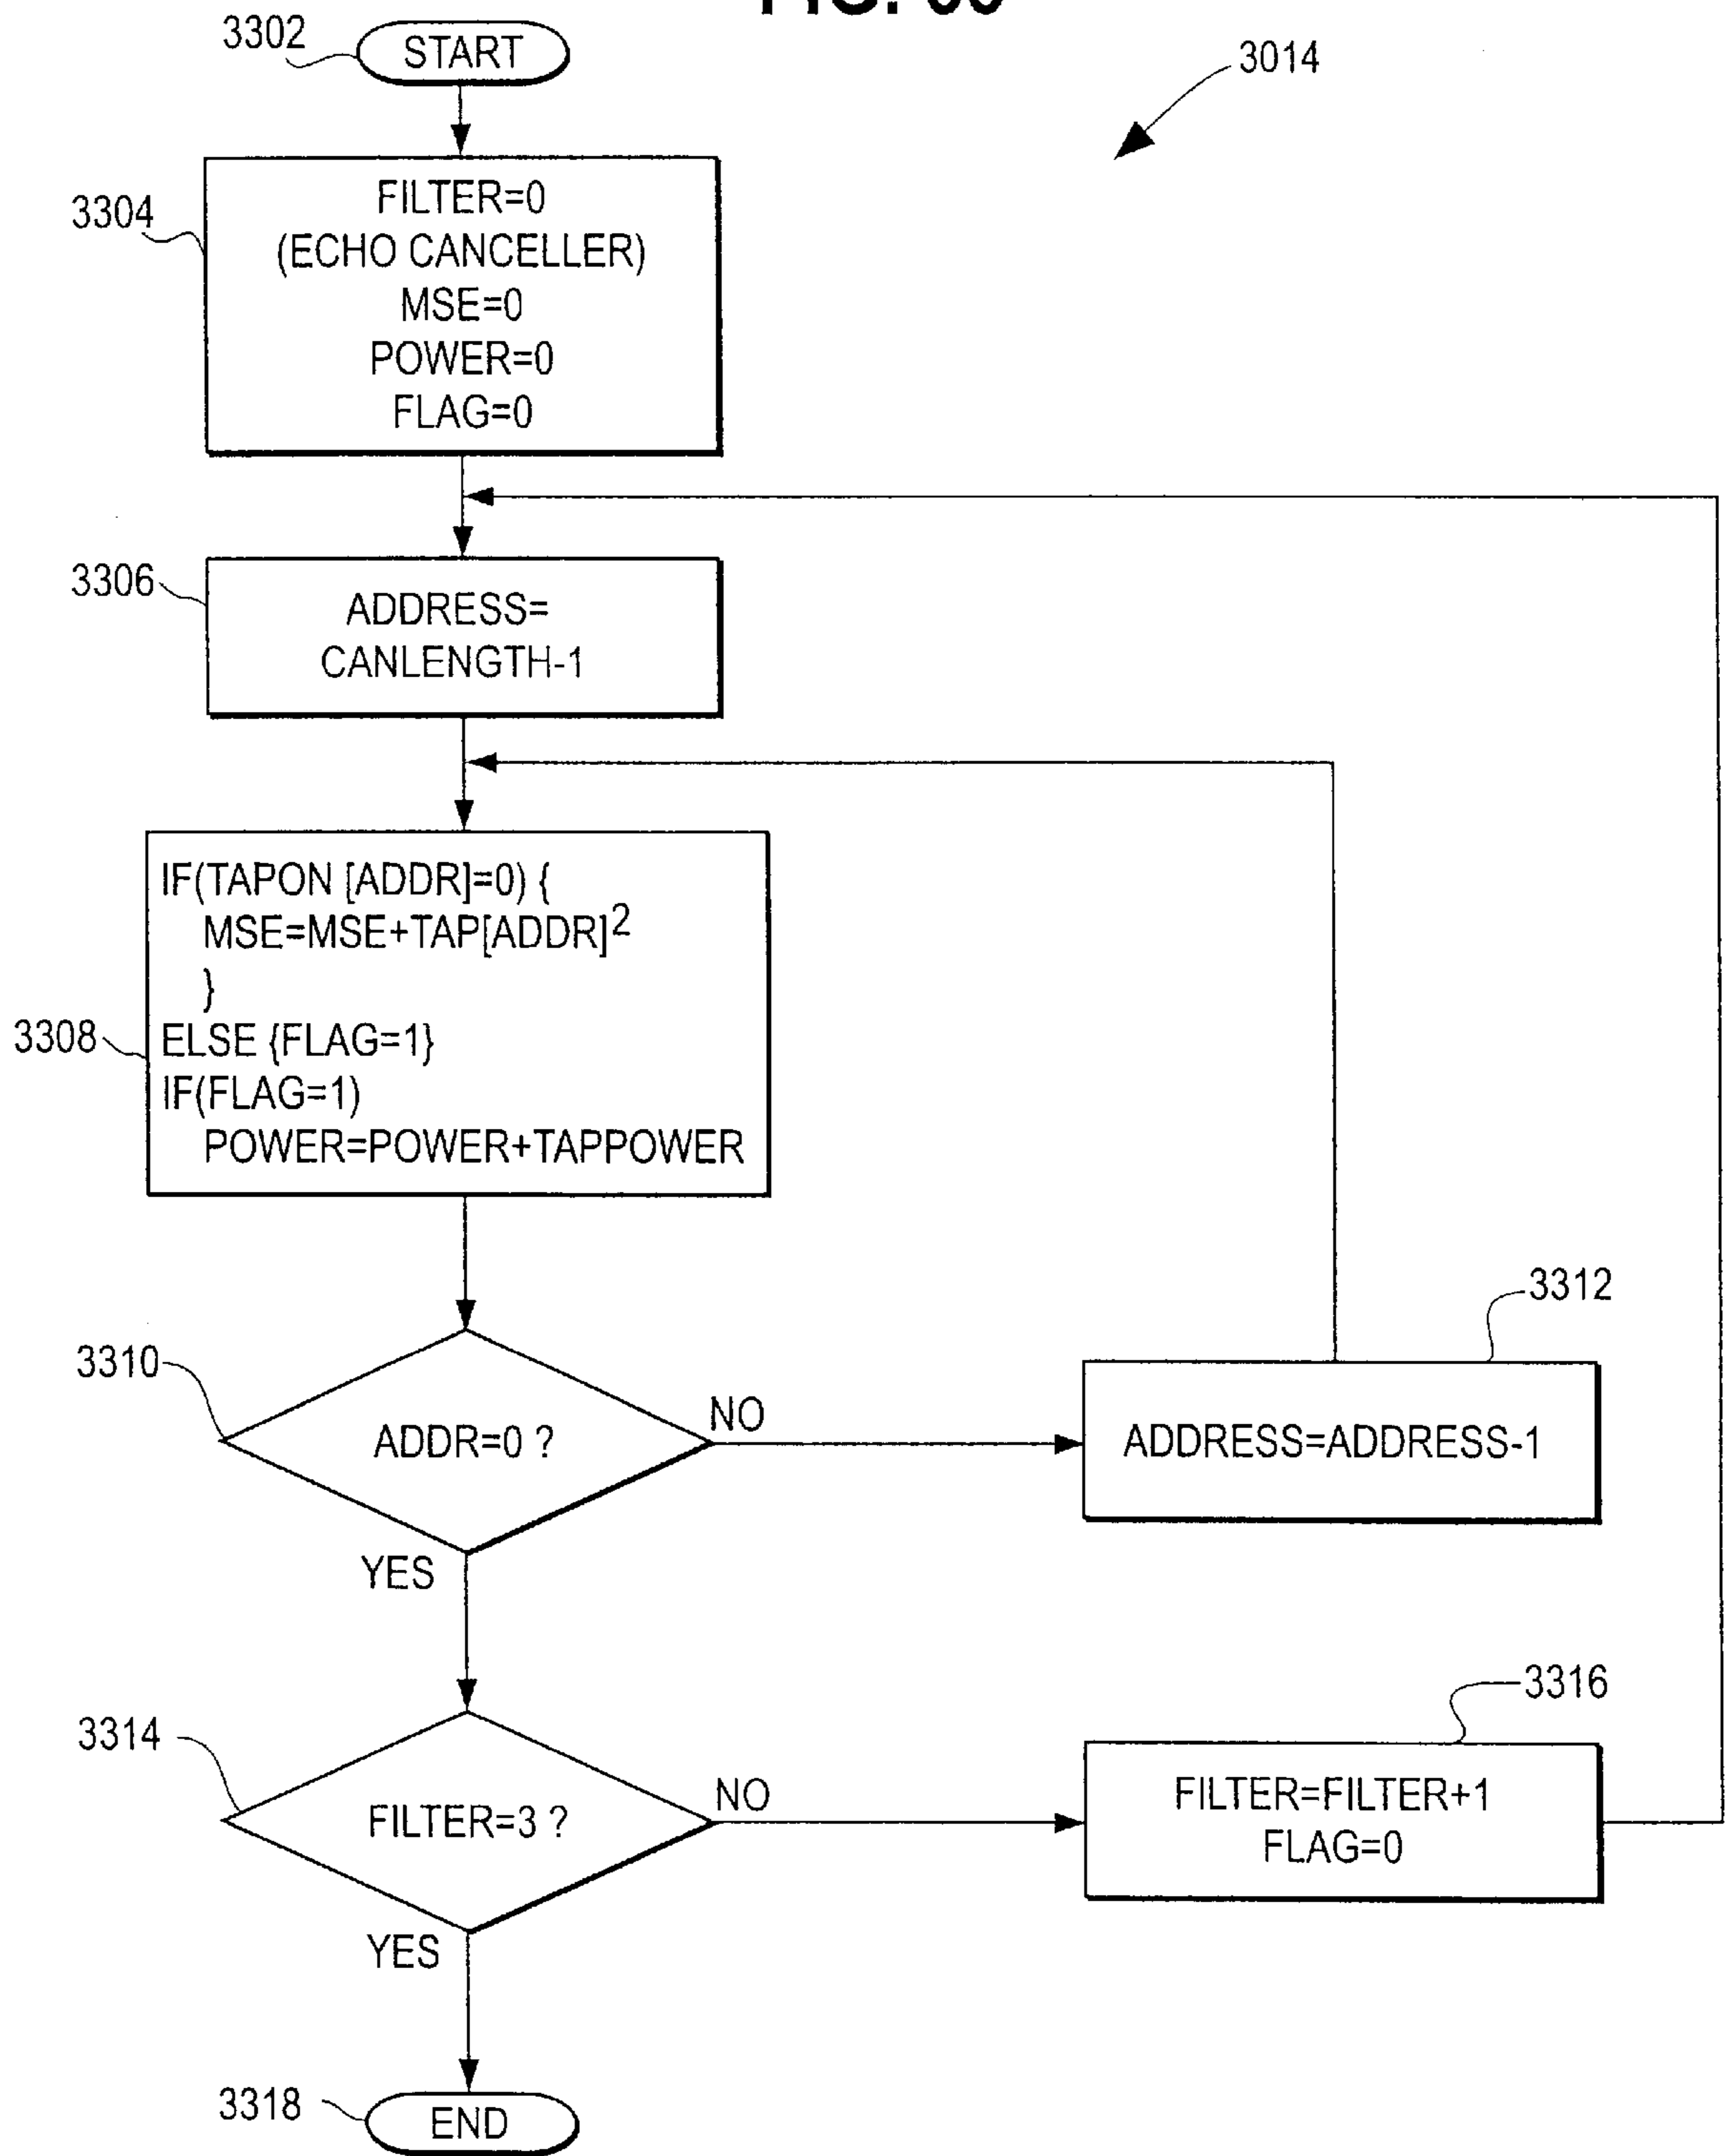 3302
START
3014
3304
FILTER=0
(ECHO CANCELLER)
MSE=0
POWER=0
FLAG=0
3306
ADDRESS=
CANLENGTH-1
3308
IF(TAPON [ADDR]=0) {
MSE=MSE+TAP[ADDR]2
}
ELSE {FLAG=1}
IF(FLAG=1)
POWER=POWER+TAPPOWER
3310
ADDR=0 ?
NO
YES
3312
ADDRESS=ADDRESS-1
3314
FILTER=3 ?
NO
YES
3316
FILTER=FILTER+1
FLAG=0
3318
END